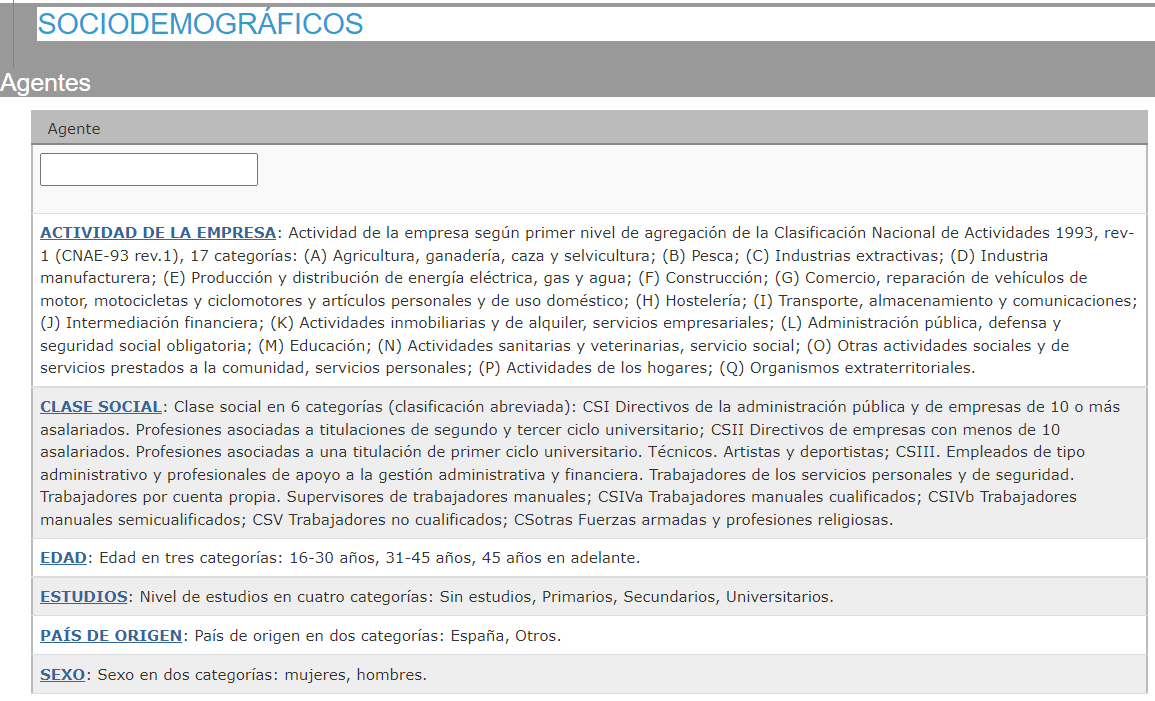 SOCIODEMOGRÁFICOS
Agentes
Agente
ACTIVIDAD DE LA EMPRESA: Actividad de la empresa según primer nivel de agregación de la Clasificación Nacional de Actividades 1993, rev-
1 (CNAE-93 rev.1), 17 categorías: (A) Agricultura, ganadería, caza y selvicultura; (B) Pesca; (C) Industrias extractivas; (D) Industria
manufacturera; (E) Producción y distribución de energía eléctrica, gas y agua; (F) Construcción; (G) Comercio, reparación de vehículos de
motor, motocicletas y ciclomotores y artículos personales y de uso doméstico; (H) Hostelería; (I) Transporte, almacenamiento y comunicaciones;
(J) Intermediación financiera; (K) Actividades inmobiliarias y de alquiler, servicios empresariales; (L) Administración pública, defensa y
seguridad social obligatoria; (M) Educación; (N) Actividades sanitarias y veterinarias, servicio social; (O) Otras actividades sociales y de
servicios prestados a la comunidad, servicios personales; (P) Actividades de los hogares; (Q) Organismos extraterritoriales.
CLASE SOCIAL: Clase social en 6 categorías (clasificación abreviada): CSI Directivos de la administración pública y de empresas de 10 o más
asalariados. Profesiones asociadas a titulaciones de segundo y tercer ciclo universitario; CSII Directivos de empresas con menos de 10
asalariados. Profesiones asociadas a una titulación de primer ciclo universitario. Técnicos. Artistas y deportistas; CSIII. Empleados de tipo
administrativo y profesionales de apoyo a la gestión administrativa y financiera. Trabajadores de los servicios personales y de seguridad.
Trabajadores por cuenta propia. Supervisores de trabajadores manuales; CSIVa Trabajadores manuales cualificados; CSIVb Trabajadores
manuales semicualificados; CSV Trabajadores no cualificados; CSotras Fuerzas armadas y profesiones religiosas.
EDAD: Edad en tres categorías: 16-30 años, 31-45 años, 45 años en adelante.
ESTUDIOS: Nivel de estudios en cuatro categorías: Sin estudios, Primarios, Secundarios, Universitarios.
PAÍS DE ORIGEN: País de origen en dos categorías: España, Otros.
SEXO: Sexo en dos categorías: mujeres, hombres.